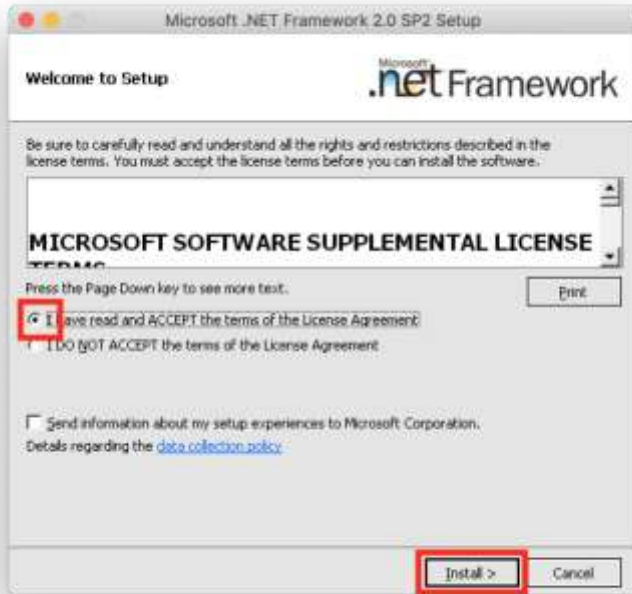 Microsoft .NET Framework 2.0 SP2 Setup
Welcome to Setup
Microsoft
.net Framework
Be sure to carefully read and understand all the rights and restrictions described in the
license terms. You must accept the license terms before you can install the software.
MICROSOFT SOFTWARE SUPPLEMENTAL LICENSE
TERMS
Press the Page Down key to see more text.
Print
I have read and ACCEPT the terms of the License Agreement
I DO NOT ACCEPT the terms of the License Agreement
Send information about my setup experiences to Microsoft Corporation.
Details regarding the data collection policy
Install >
Cancel